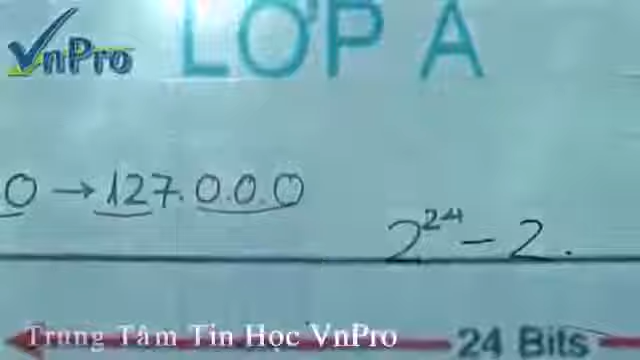 VnPro
LỚP A
0 → 127.0.0.0
2²⁴ - 2.
Trung Tâm Tin Học VnPro
24 Bits